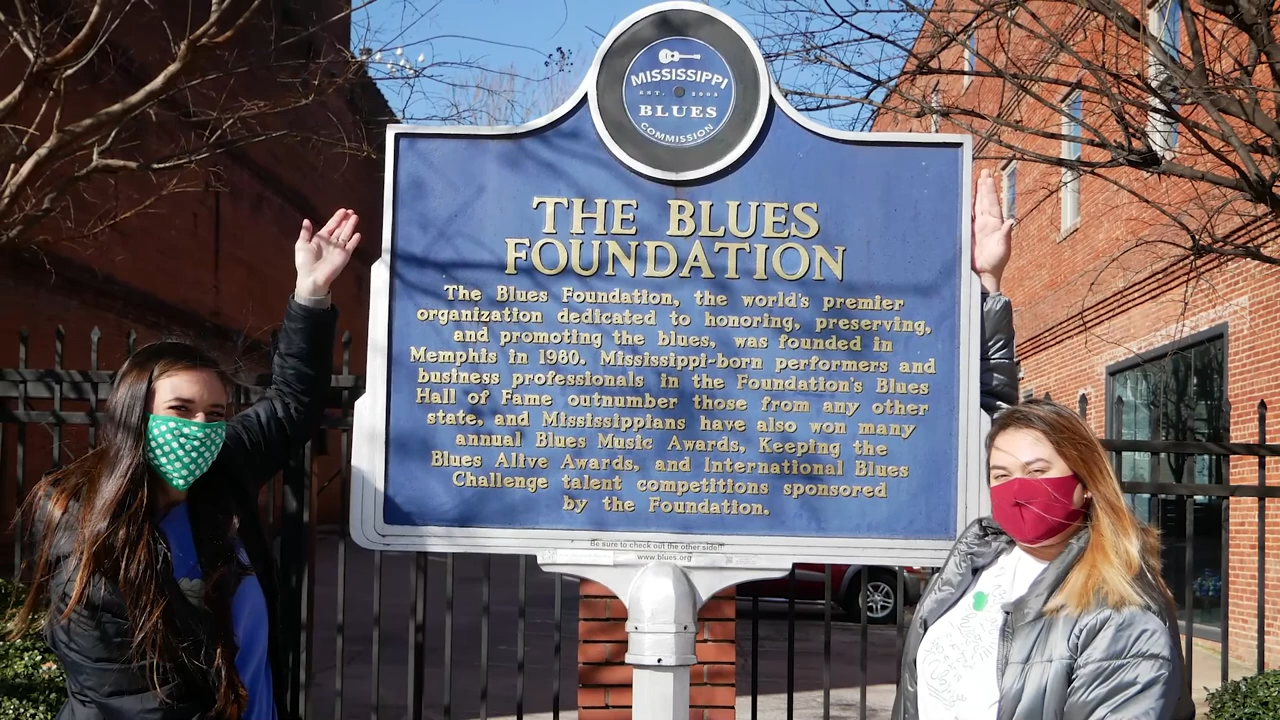 MISSISSIPPI
EST. 2003
BLUES
COMMISSION
THE BLUES
FOUNDATION
The Blues Foundation, the world's premier
organization dedicated to honoring, preserving,
and promoting the blues, was founded in
Memphis in 1980. Mississippi-born performers and
business professionals in the Foundation's Blues
Hall of Fame outnumber those from any other
state, and Mississippians have also won many
annual Blues Music Awards, Keeping the
Blues Alive Awards, and International Blues
Challenge talent competitions sponsored
by the Foundation.
Be sure to check out the other side!!
www.blues.org